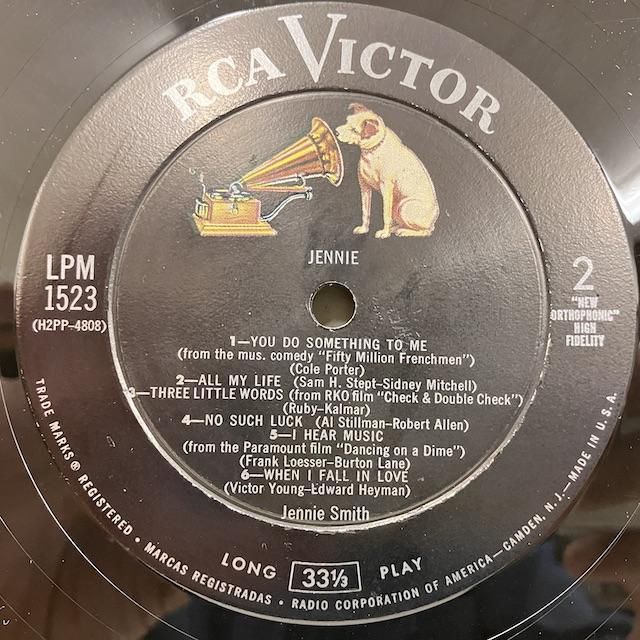 RCA VICTOR
JENNIE
LPM
1523
(H2PP-4808)
2
"NEW
ORTHOPHONIC"
HIGH
FIDELITY
1—YOU DO SOMETHING TO ME
(from the mus. comedy "Fifty Million Frenchmen")
(Cole Porter)
2—ALL MY LIFE (Sam H. Stept-Sidney Mitchell)
3—THREE LITTLE WORDS (from RKO film "Check & Double Check")
(Ruby-Kalmar)
4—NO SUCH LUCK (Al Stillman-Robert Allen)
5—I HEAR MUSIC
(from the Paramount film "Dancing on a Dime")
(Frank Loesser-Burton Lane)
6—WHEN I FALL IN LOVE
(Victor Young-Edward Heyman)
Jennie Smith
LONG 33⅓ PLAY
TRADE MARKS® REGISTERED • MARCAS REGISTRADAS • RADIO CORPORATION OF AMERICA—CAMDEN, N.J.—MADE IN U.S.A.